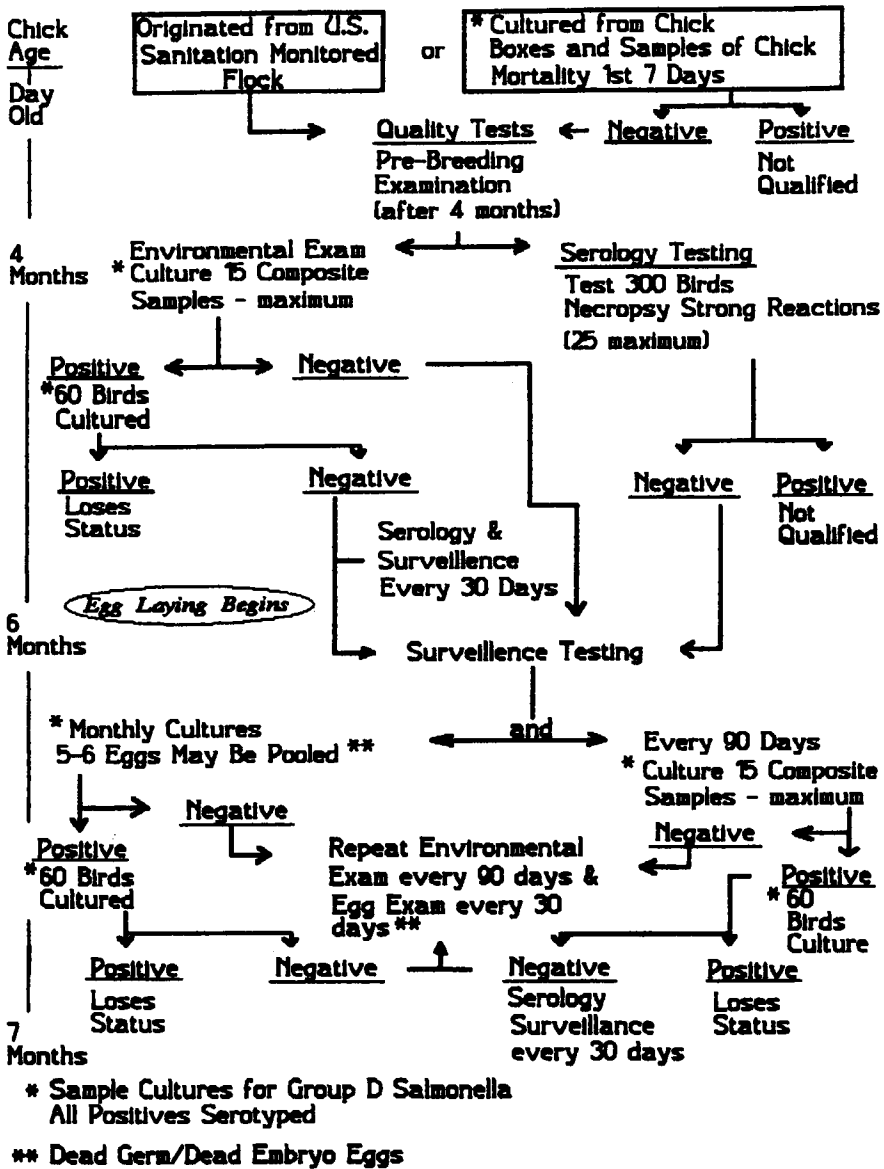 Chick
Age
Day
Old
Originated from U.S.
Sanitation Monitored
Flock
or
* Cultured from Chick
Boxes and Samples of Chick
Mortality 1st 7 Days
Quality Tests
Pre-Breeding
Examination
(after 4 months)
Negative
Positive
Not
Qualified
4
Months
Environmental Exam
* Culture 15 Composite
Samples - maximum
Serology Testing
Test 300 Birds
Necropsy Strong Reactions
(25 maximum)
Positive
*60 Birds
Cultured
Negative
Positive
Loses
Status
Negative
Negative
Positive
Not
Qualified
Serology &
Surveillence
Every 30 Days
Egg Laying Begins
6
Months
Surveillence Testing
and
* Monthly Cultures
5-6 Eggs May Be Pooled **
Every 90 Days
* Culture 15 Composite
Samples - maximum
Negative
Negative
Positive
*60 Birds
Cultured
Repeat Environmental
Exam every 90 days &
Egg Exam every 30
days **
Positive
*60
Birds
Culture
Positive
Loses
Status
Negative
Negative
Serology
Surveillance
every 30 days
Positive
Loses
Status
7
Months
* Sample Cultures for Group D Salmonella
All Positives Serotyped
** Dead Germ/Dead Embryo Eggs